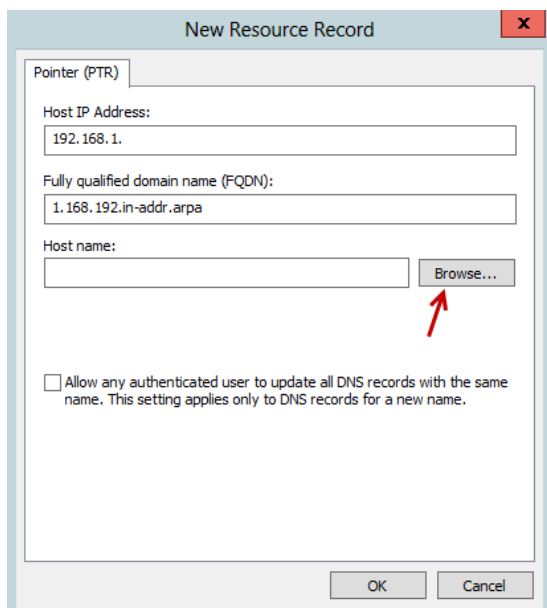 New Resource Record
x
Pointer (PTR)
Host IP Address:
192.168.1.
Fully qualified domain name (FQDN):
1.168.192.in-addr.arpa
Host name:
Browse...
Allow any authenticated user to update all DNS records with the same
name. This setting applies only to DNS records for a new name.
OK
Cancel